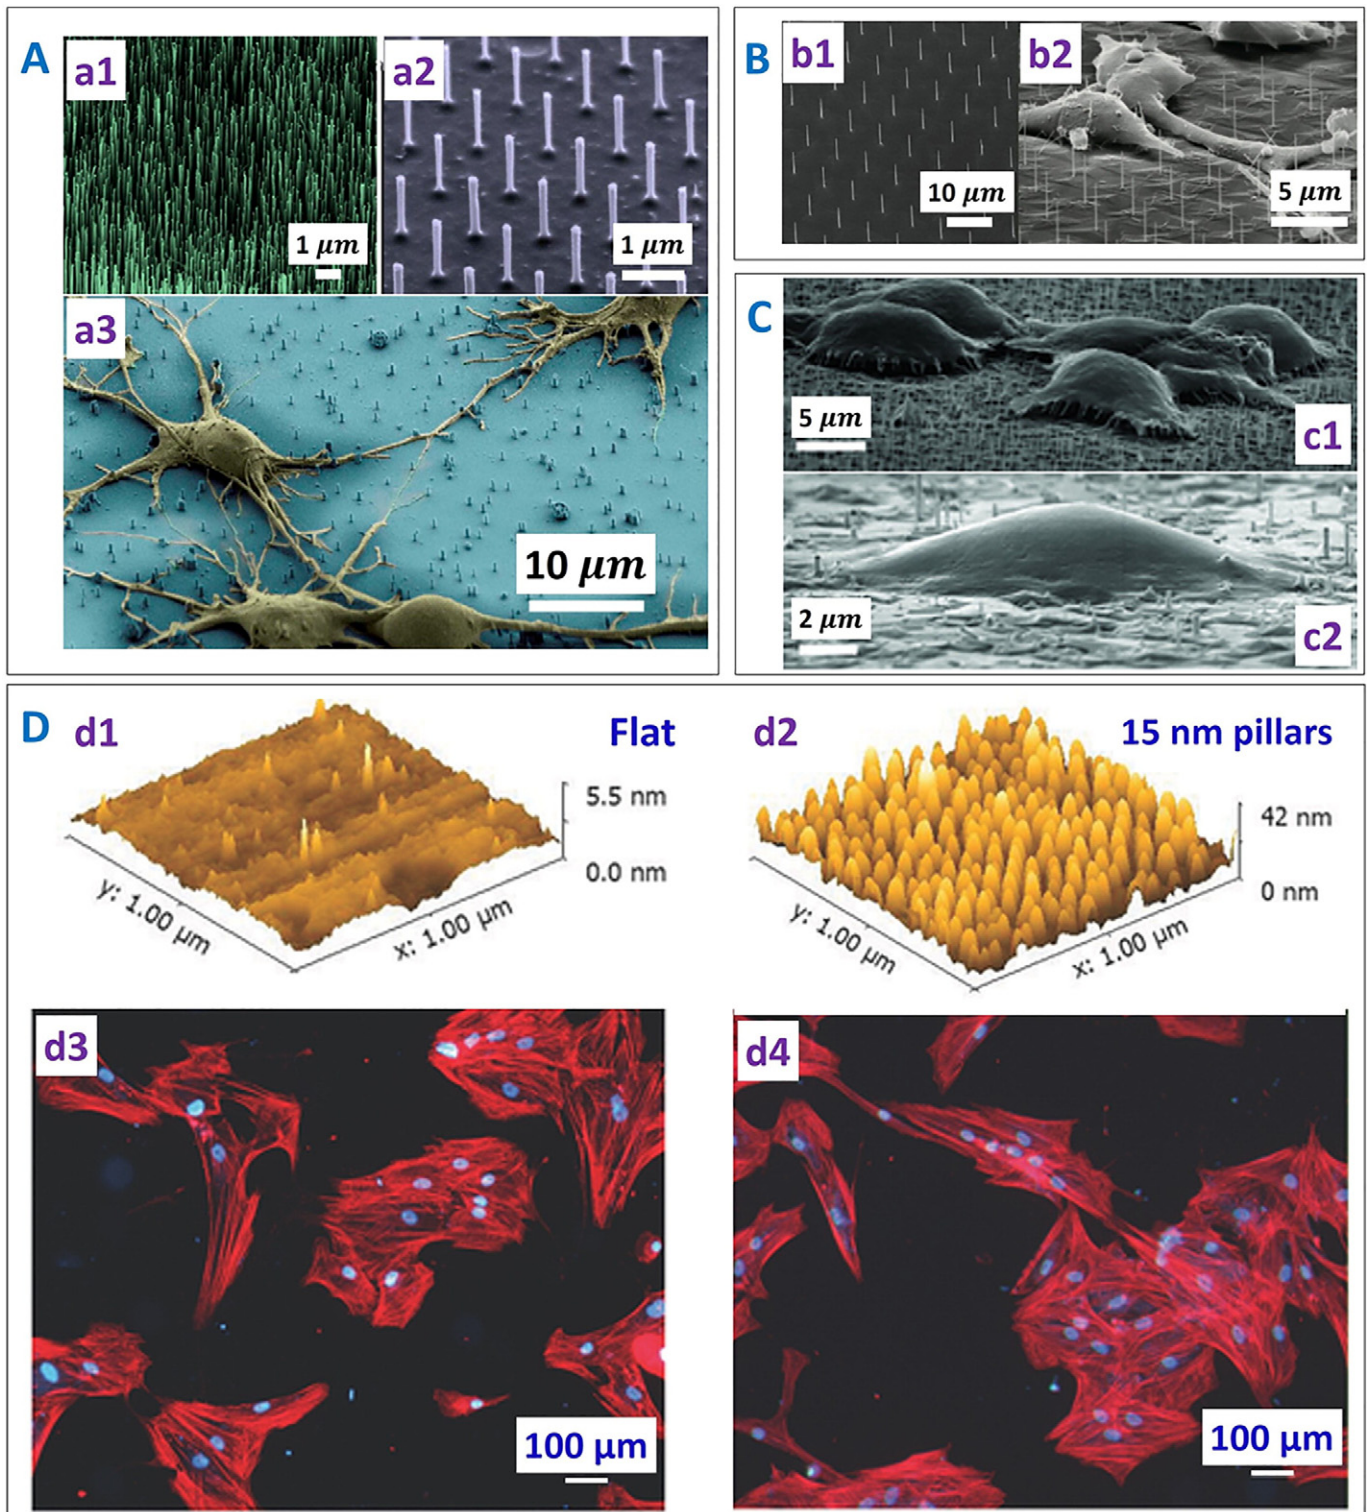 A
a1
a2
1 μm
1 μm
a3
10 μm
B
b1
b2
10 μm
5 μm
C
5 μm
c1
2 μm
c2
D
d1
Flat
5.5 nm
0.0 nm
y: 1.00 μm
x: 1.00 μm
d2
15 nm pillars
42 nm
0 nm
y: 1.00 μm
x: 1.00 μm
d3
100 μm
d4
100 μm